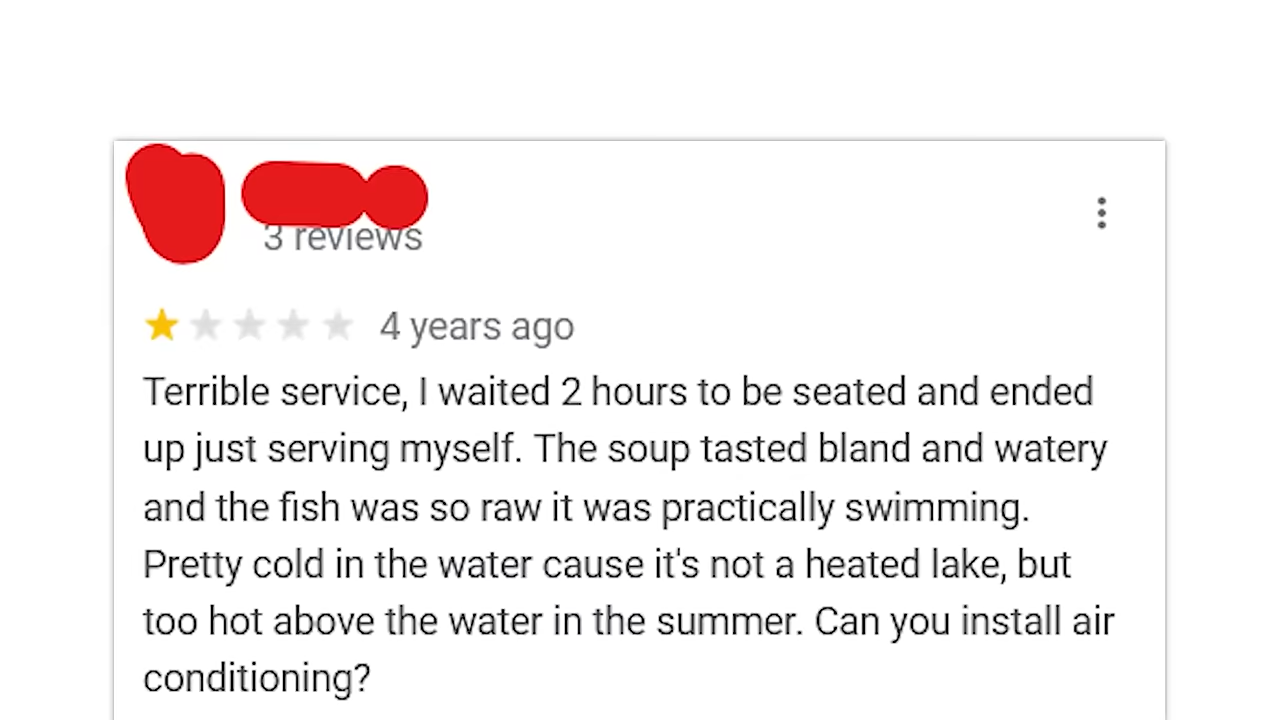 3 reviews
4 years ago
Terrible service, I waited 2 hours to be seated and ended
up just serving myself. The soup tasted bland and watery
and the fish was so raw it was practically swimming.
Pretty cold in the water cause it's not a heated lake, but
too hot above the water in the summer. Can you install air
conditioning?